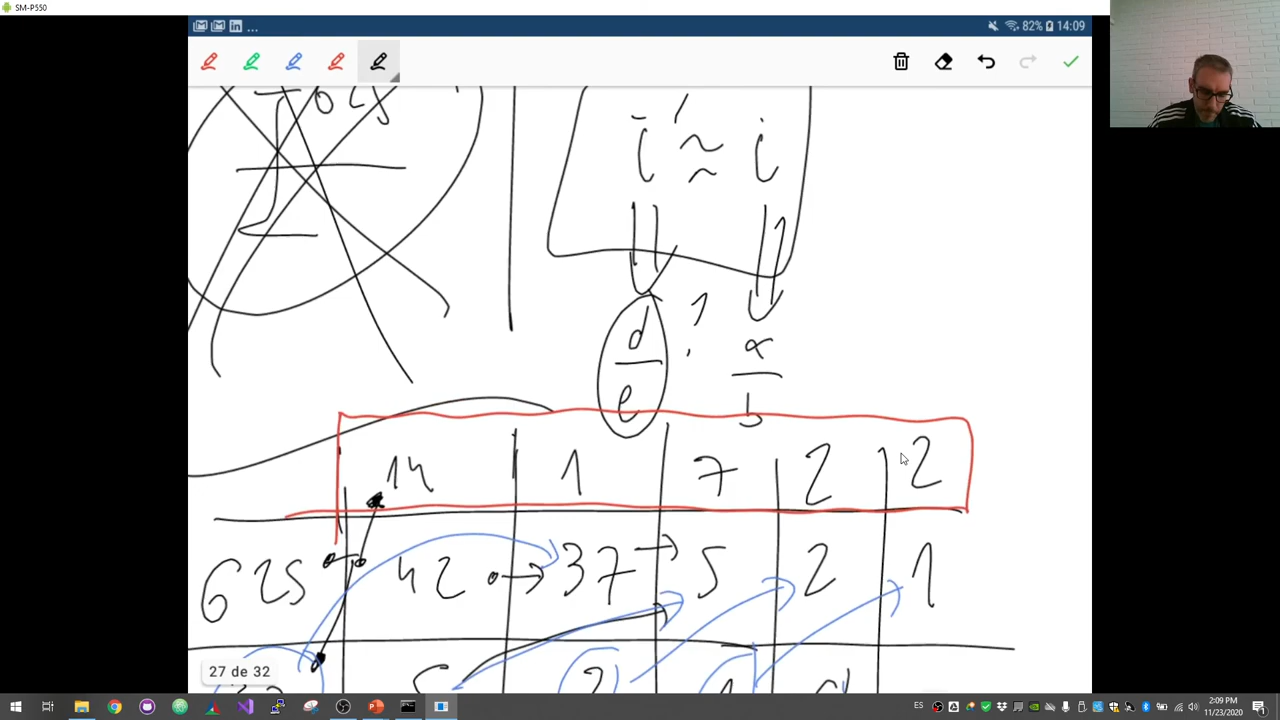 SM-P550
82% 14:09
i' ≈ i
d ? a
e b
14 1 7 2 2
625 42 37 5 2 1
27 de 32
ES
2:09 PM
11/23/2020